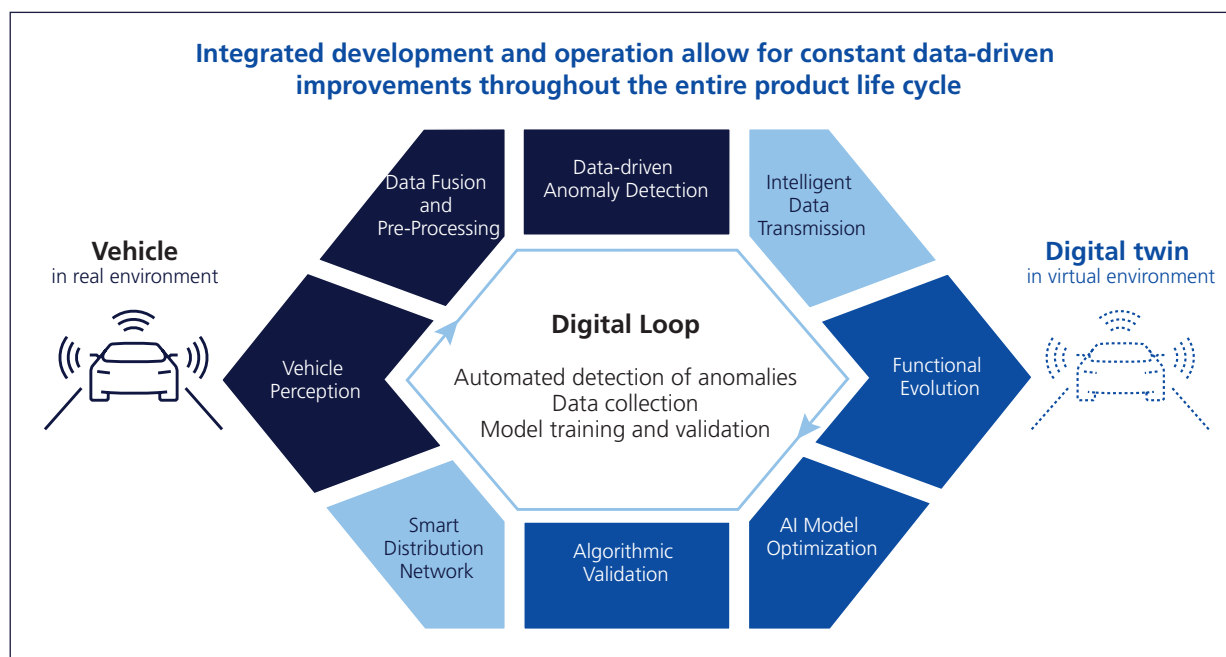 Integrated development and operation allow for constant data-driven
improvements throughout the entire product life cycle
Data Fusion
and
Pre-Processing
Data-driven
Anomaly Detection
Intelligent
Data
Transmission
Vehicle
in real environment
Digital twin
in virtual environment
Vehicle
Perception
Digital Loop
Automated detection of anomalies
Data collection
Model training and validation
Functional
Evolution
Smart
Distribution
Network
Algorithmic
Validation
AI Model
Optimization